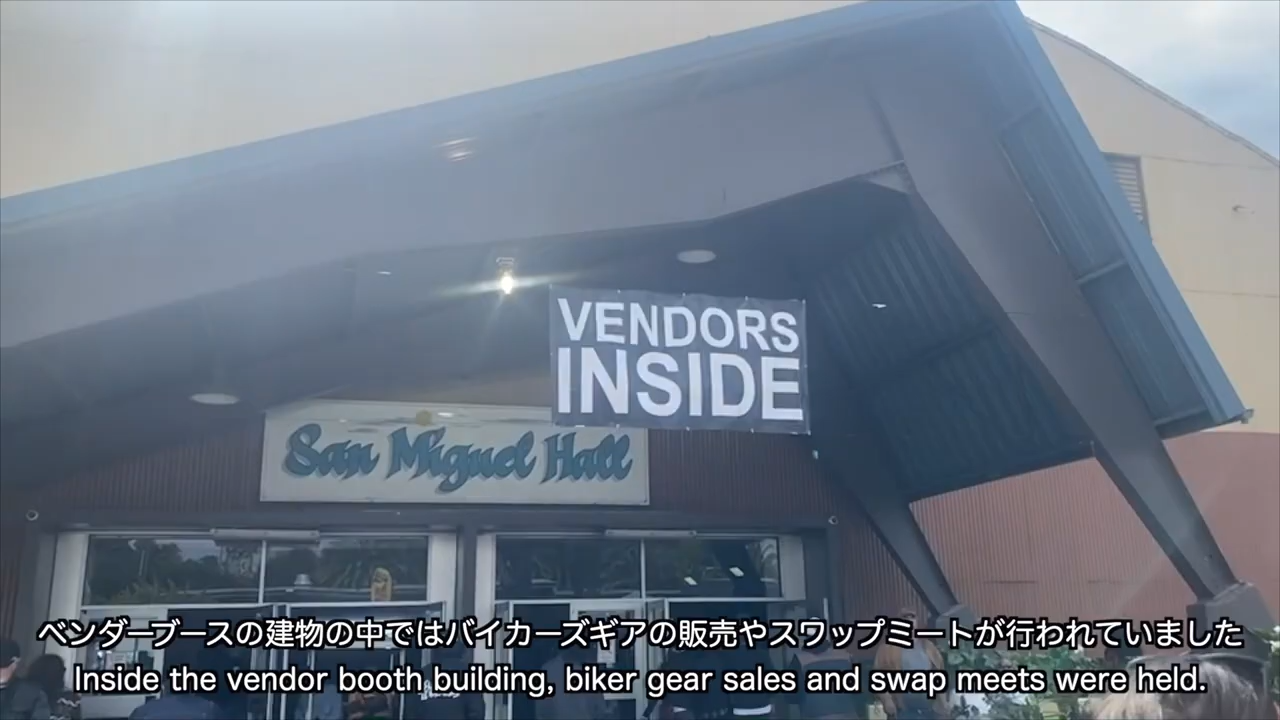 VENDORS
INSIDE
San Miguel Hall
ベンダーブースの建物の中ではバイカーズギアの販売やスワップミートが行われていました
Inside the vendor booth building, biker gear sales and swap meets were held.